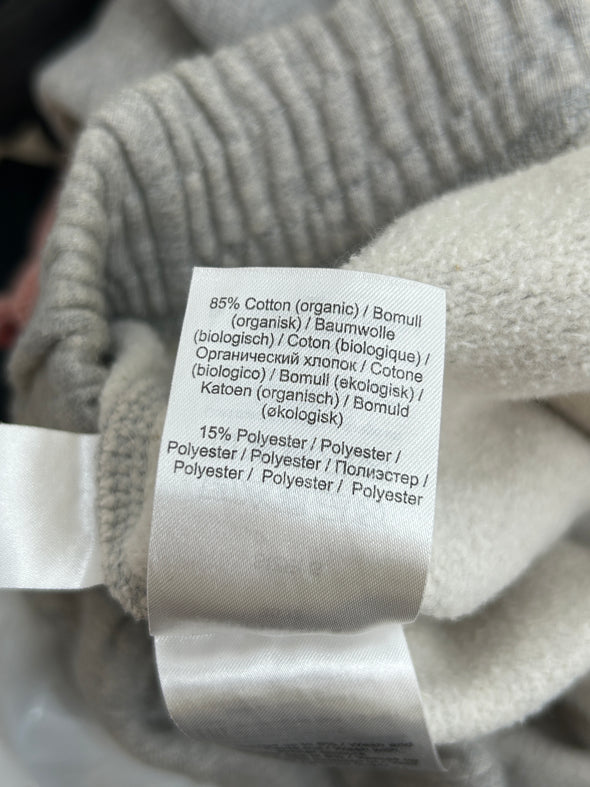 85% Cotton (organic) / Bomull
(organisk) / Baumwolle
(biologisch) / Coton (biologique) /
Органический хлопок / Cotone
(biologico) / Bomull (ekologisk) /
Katoen (organisch) / Bomuld
(økologisk)
15% Polyester / Polyester /
Polyester / Polyester / Полиэстер /
Polyester / Polyester / Polyester